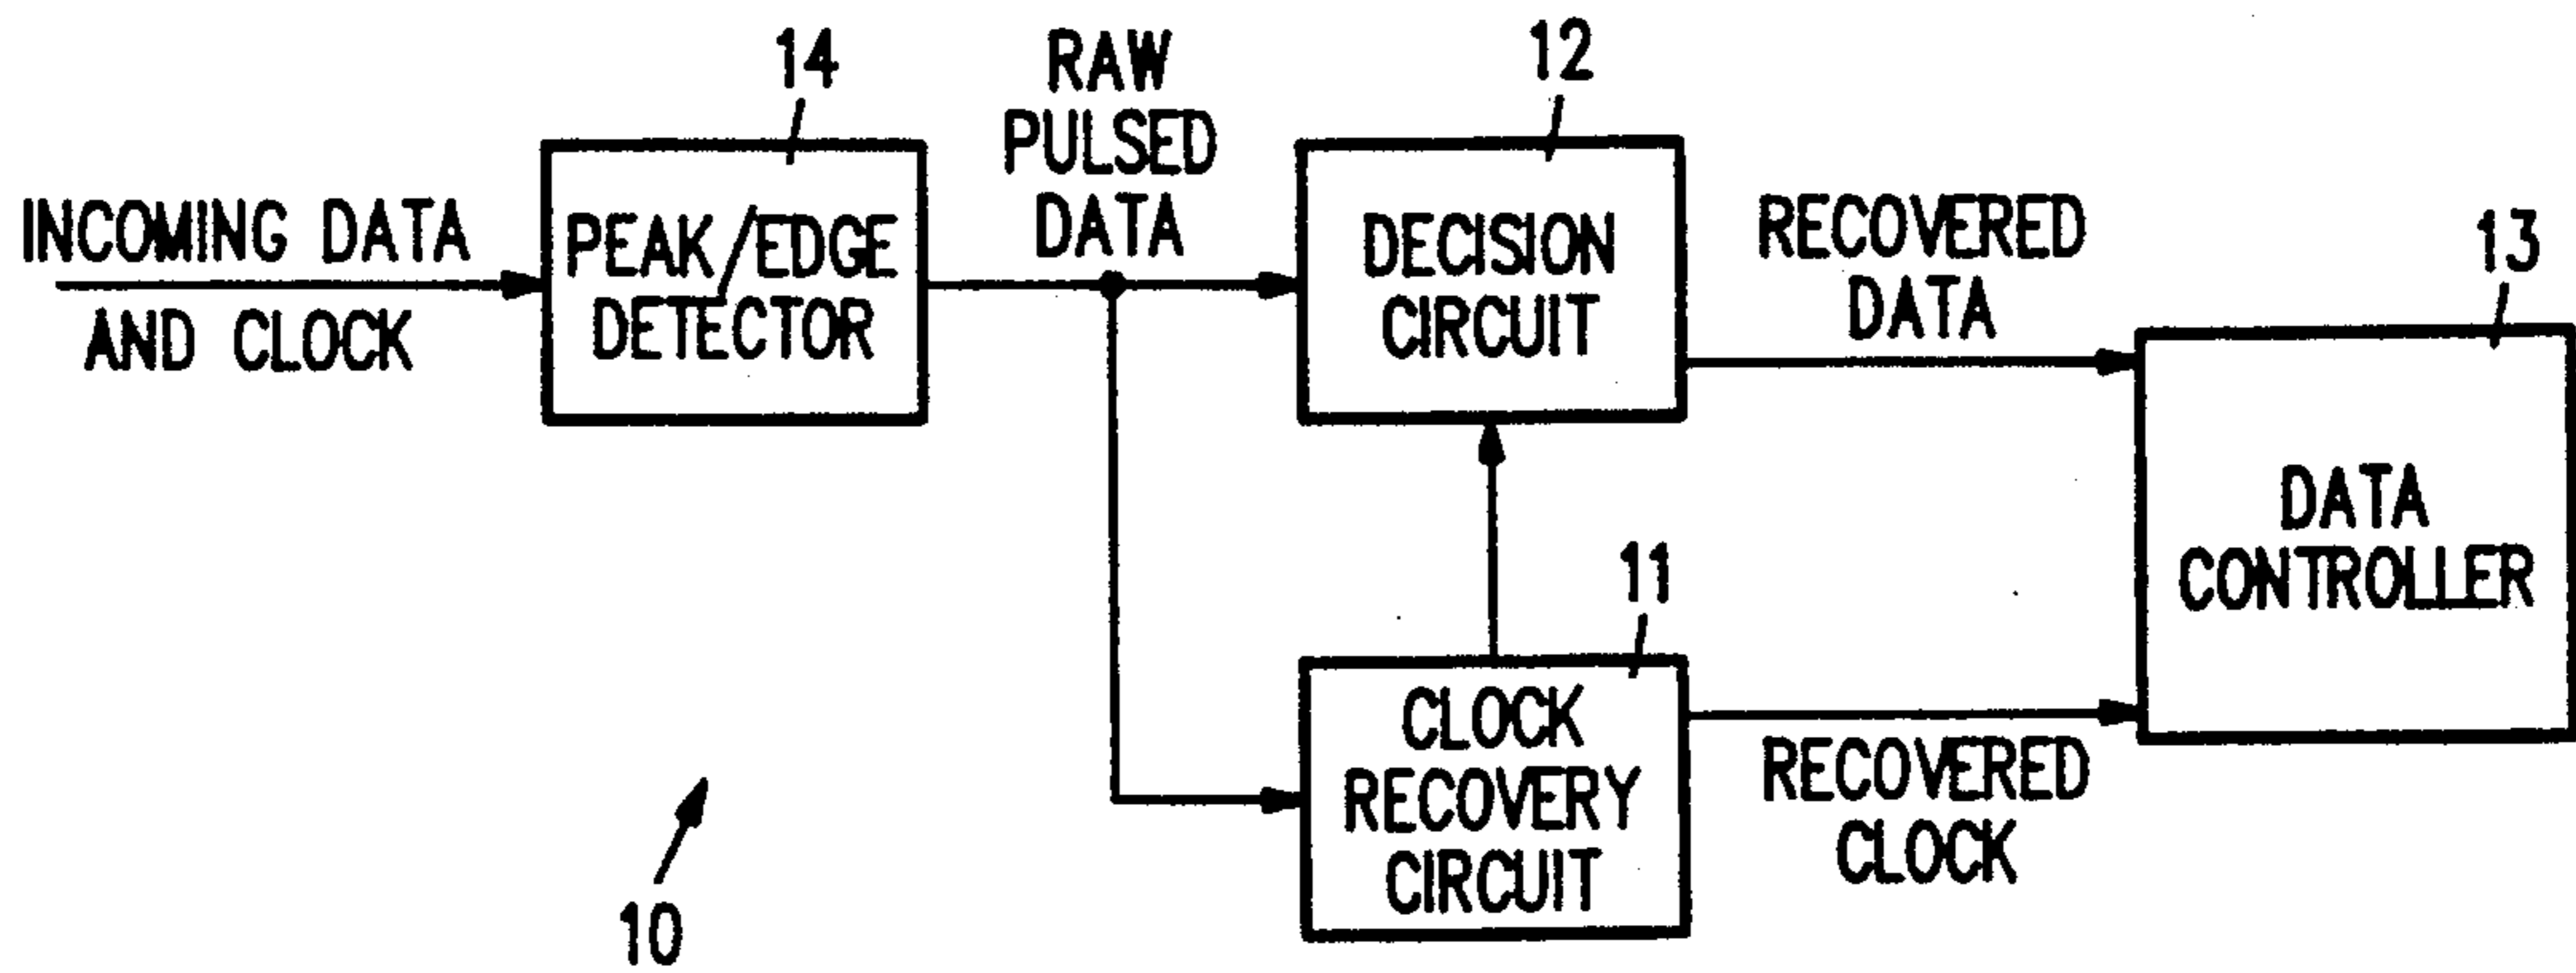 14
RAW
PULSED
DATA
12
INCOMING DATA
AND CLOCK
PEAK/EDGE
DETECTOR
DECISION
CIRCUIT
RECOVERED
DATA
13
DATA
CONTROLLER
11
CLOCK
RECOVERY
CIRCUIT
RECOVERED
CLOCK
10